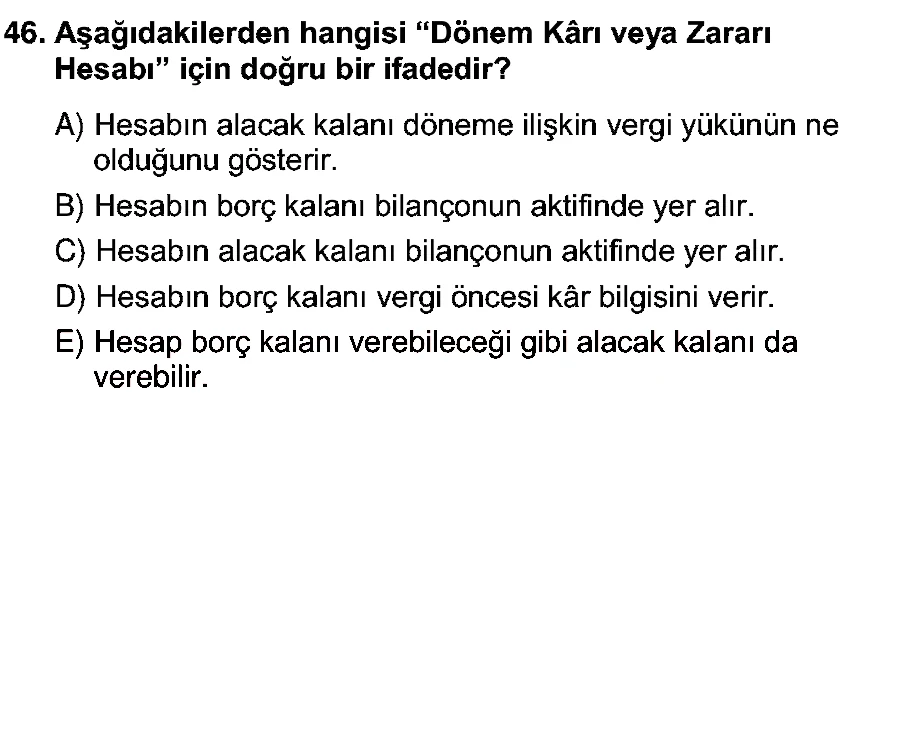 46. Aşağıdakilerden hangisi “Dönem Kârı veya Zararı
Hesabı” için doğru bir ifadedir?
A) Hesabın alacak kalanı döneme ilişkin vergi yükünün ne
olduğunu gösterir.
B) Hesabın borç kalanı bilançonun aktifinde yer alır.
C) Hesabın alacak kalanı bilançonun aktifinde yer alır.
D) Hesabın borç kalanı vergi öncesi kâr bilgisini verir.
E) Hesap borç kalanı verebileceği gibi alacak kalanı da
verebilir.